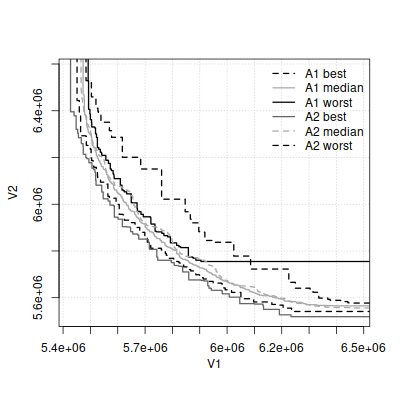 A1 best
A1 median
A1 worst
A2 best
A2 median
A2 worst
V2
5.6e+06
6e+06
6.4e+06
5.4e+06 5.7e+06 6e+06 6.2e+06 6.5e+06
V1